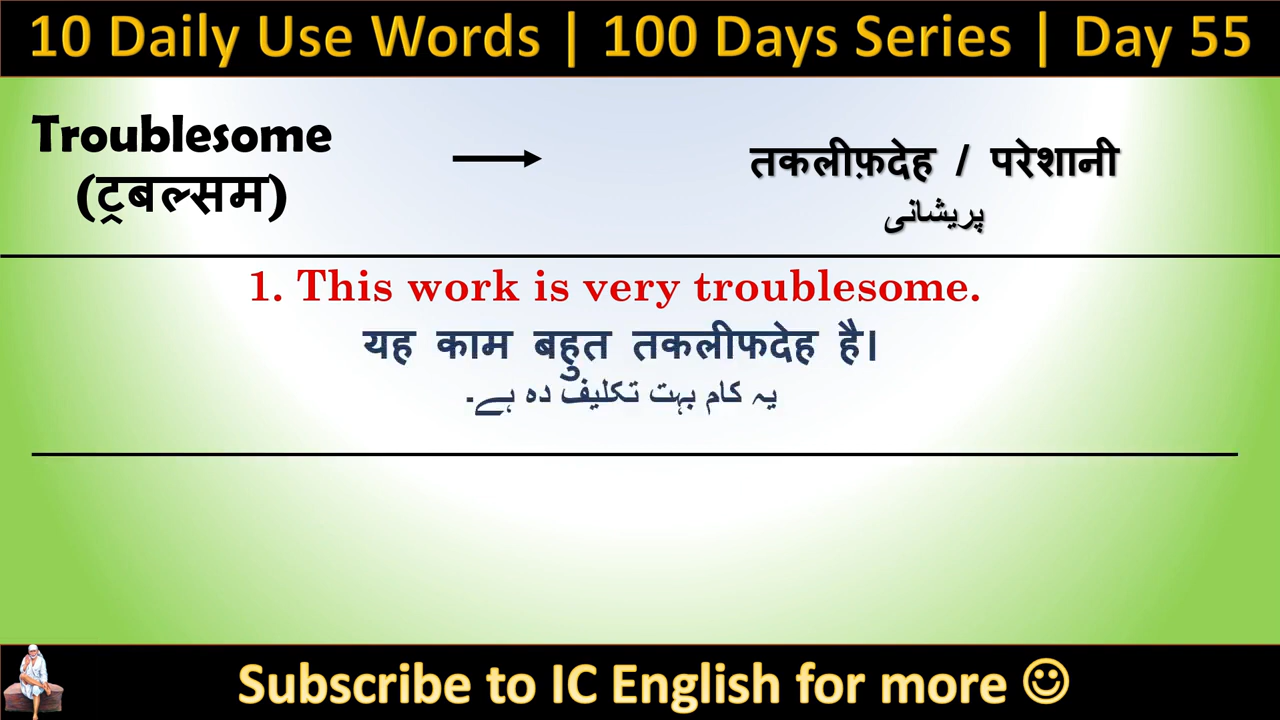 10 Daily Use Words | 100 Days Series | Day 55
Troublesome
(ट्रबल्सम)
तकलीफ़देह / परेशानी
پریشانی
1. This work is very troublesome.
यह काम बहुत तकलीफदेह है।
یہ کام بہت تکلیف دہ ہے۔
Subscribe to IC English for more ☺